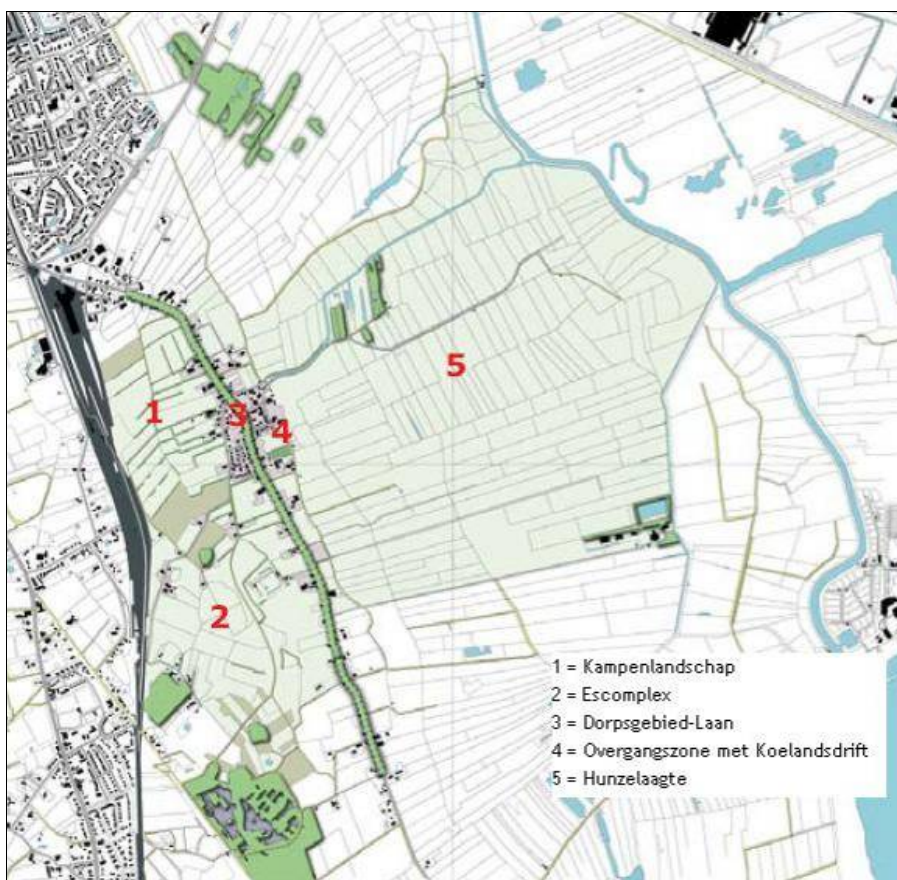 1
3
4
5
2
1 = Kampenlandschap
2 = Escomplex
3 = Dorpsgebied-Laan
4 = Overgangszone met Koelandsdrift
5 = Hunzelaagte